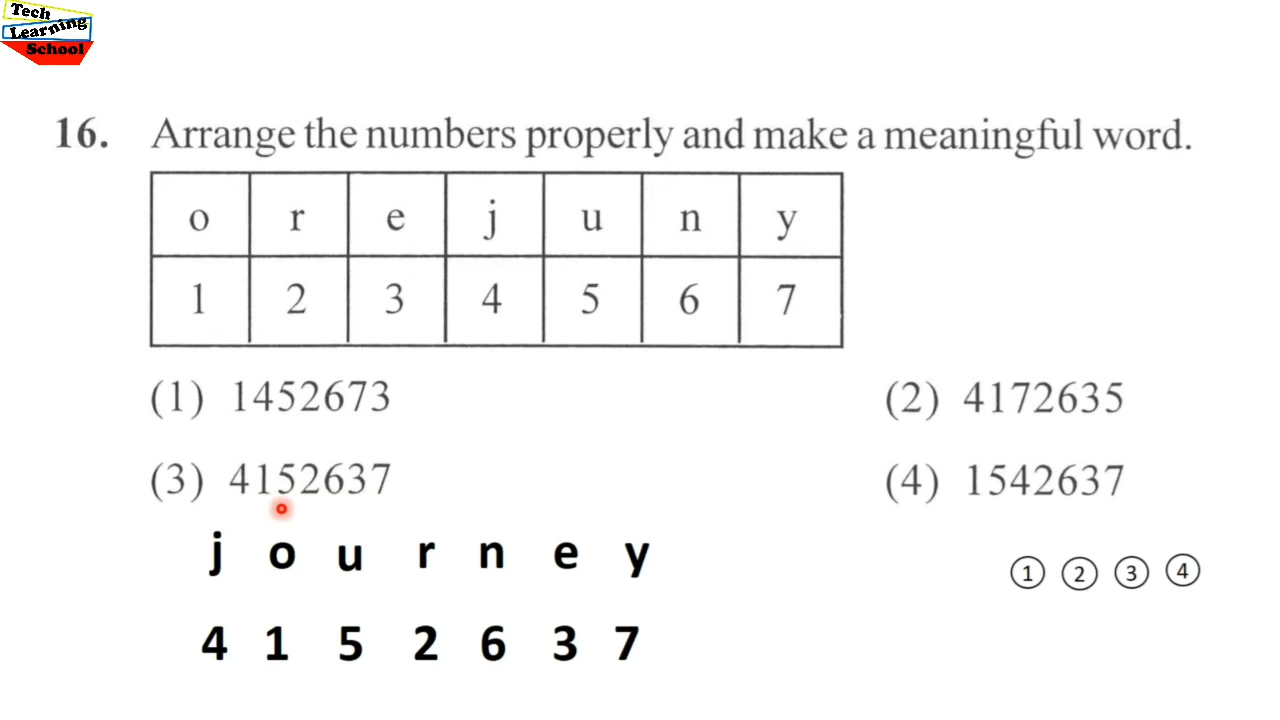 Tech
Learning
School
16. Arrange the numbers properly and make a meaningful word.
o r e j u n y
1 2 3 4 5 6 7
(1) 1452673 (2) 4172635
(3) 4152637 (4) 1542637
j o u r n e y
1 2 3 4
4 1 5 2 6 3 7